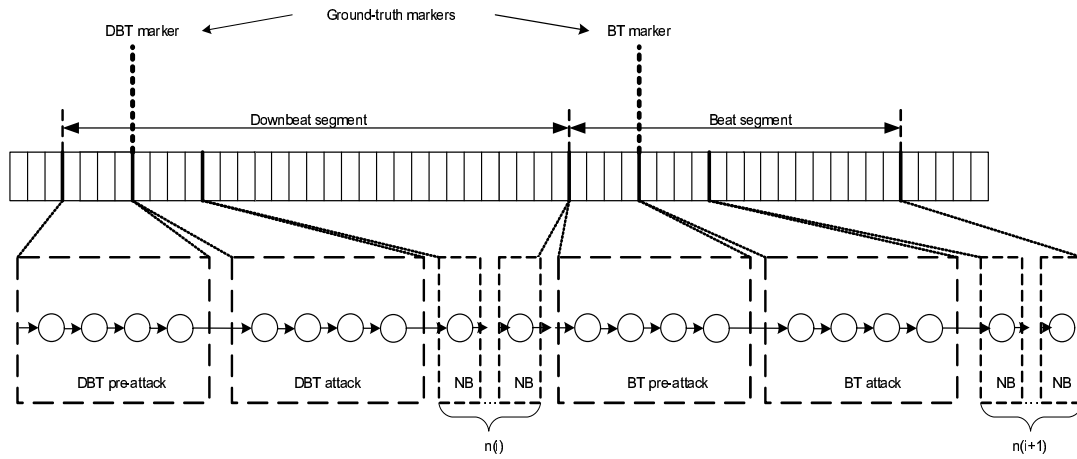 Ground-truth markers
DBT marker
BT marker
Downbeat segment
Beat segment
DBT pre-attack
DBT attack
NB
NB
BT pre-attack
BT attack
NB
NB
n(i)
n(i+1)